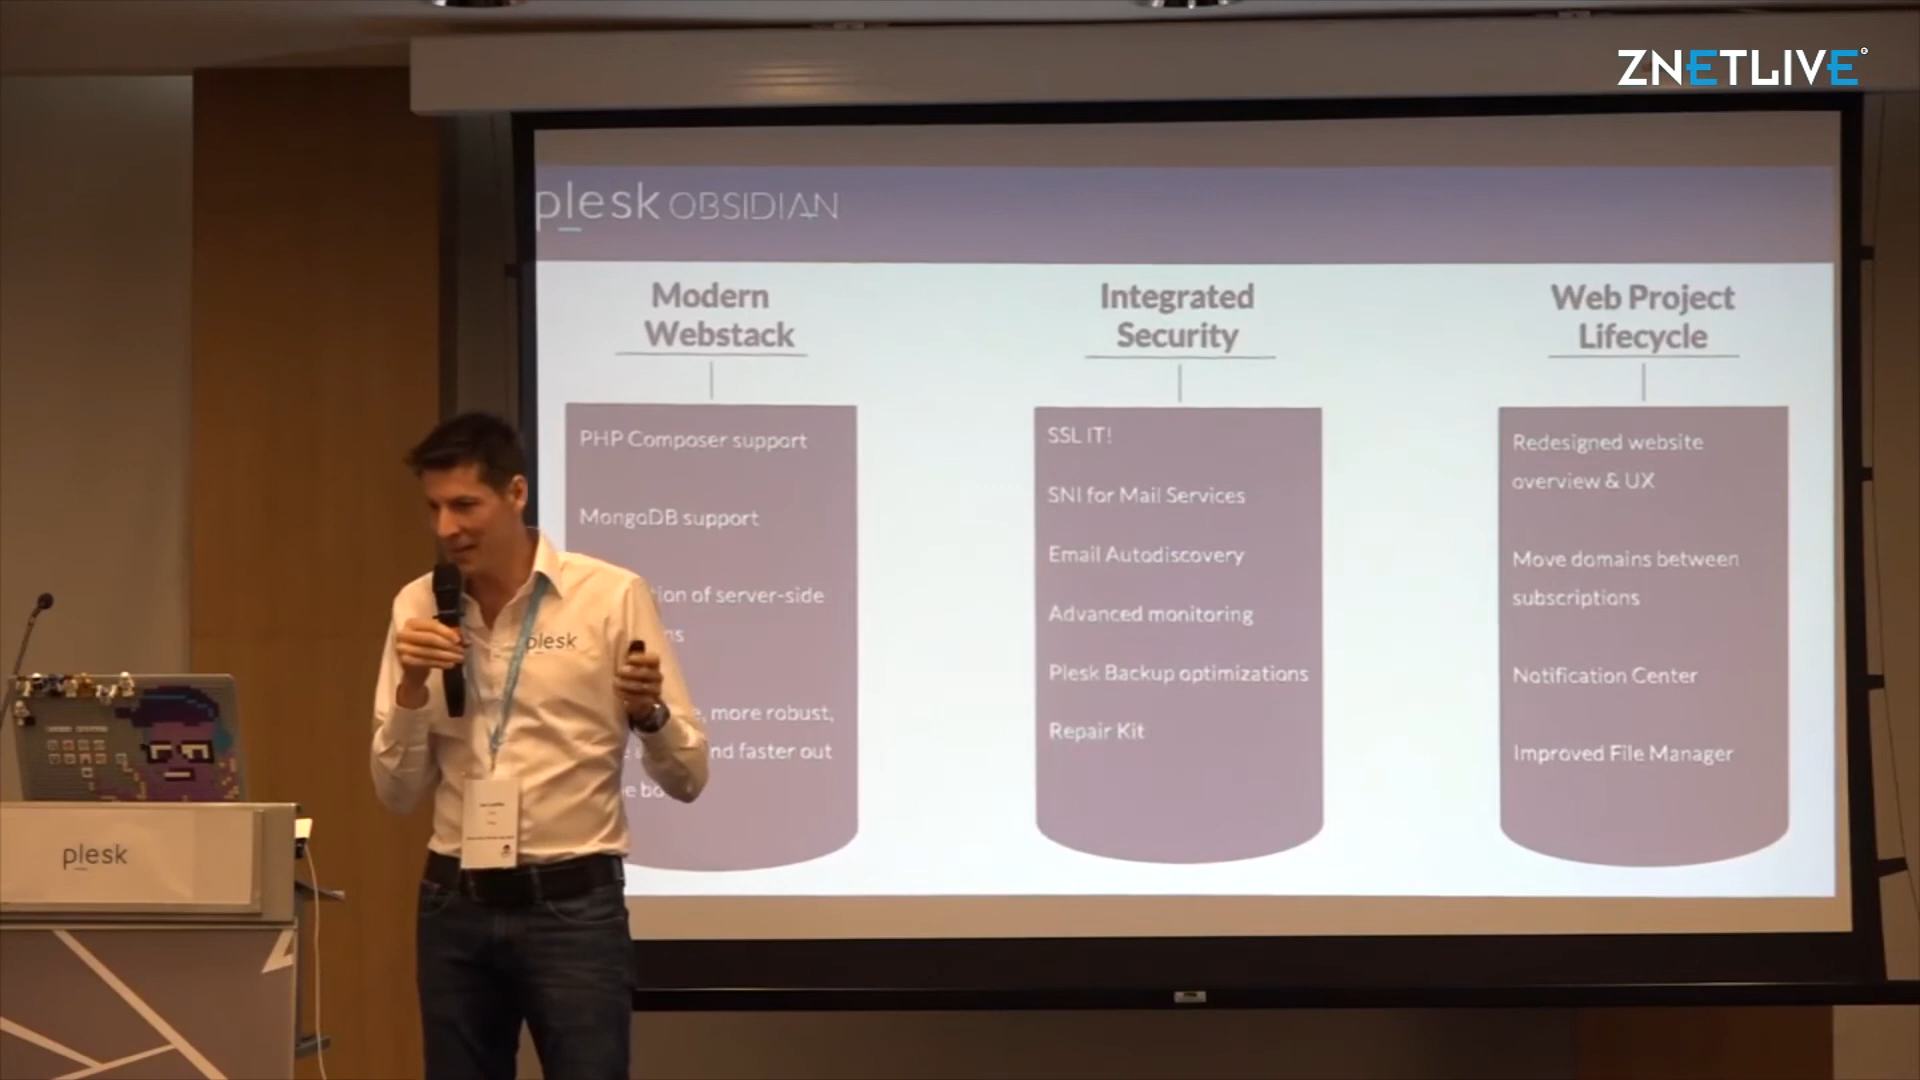 ZNETLIVE
plesk OBSIDIAN
Modern
Webstack
PHP Composer support
MongoDB support
of server-side
more robust,
faster out
Integrated
Security
SSL IT!
SNI for Mail Services
Email Autodiscovery
Advanced monitoring
Plesk Backup optimizations
Repair Kit
Web Project
Lifecycle
Redesigned website
overview & UX
Move domains between
subscriptions
Notification Center
Improved File Manager
plesk
plesk